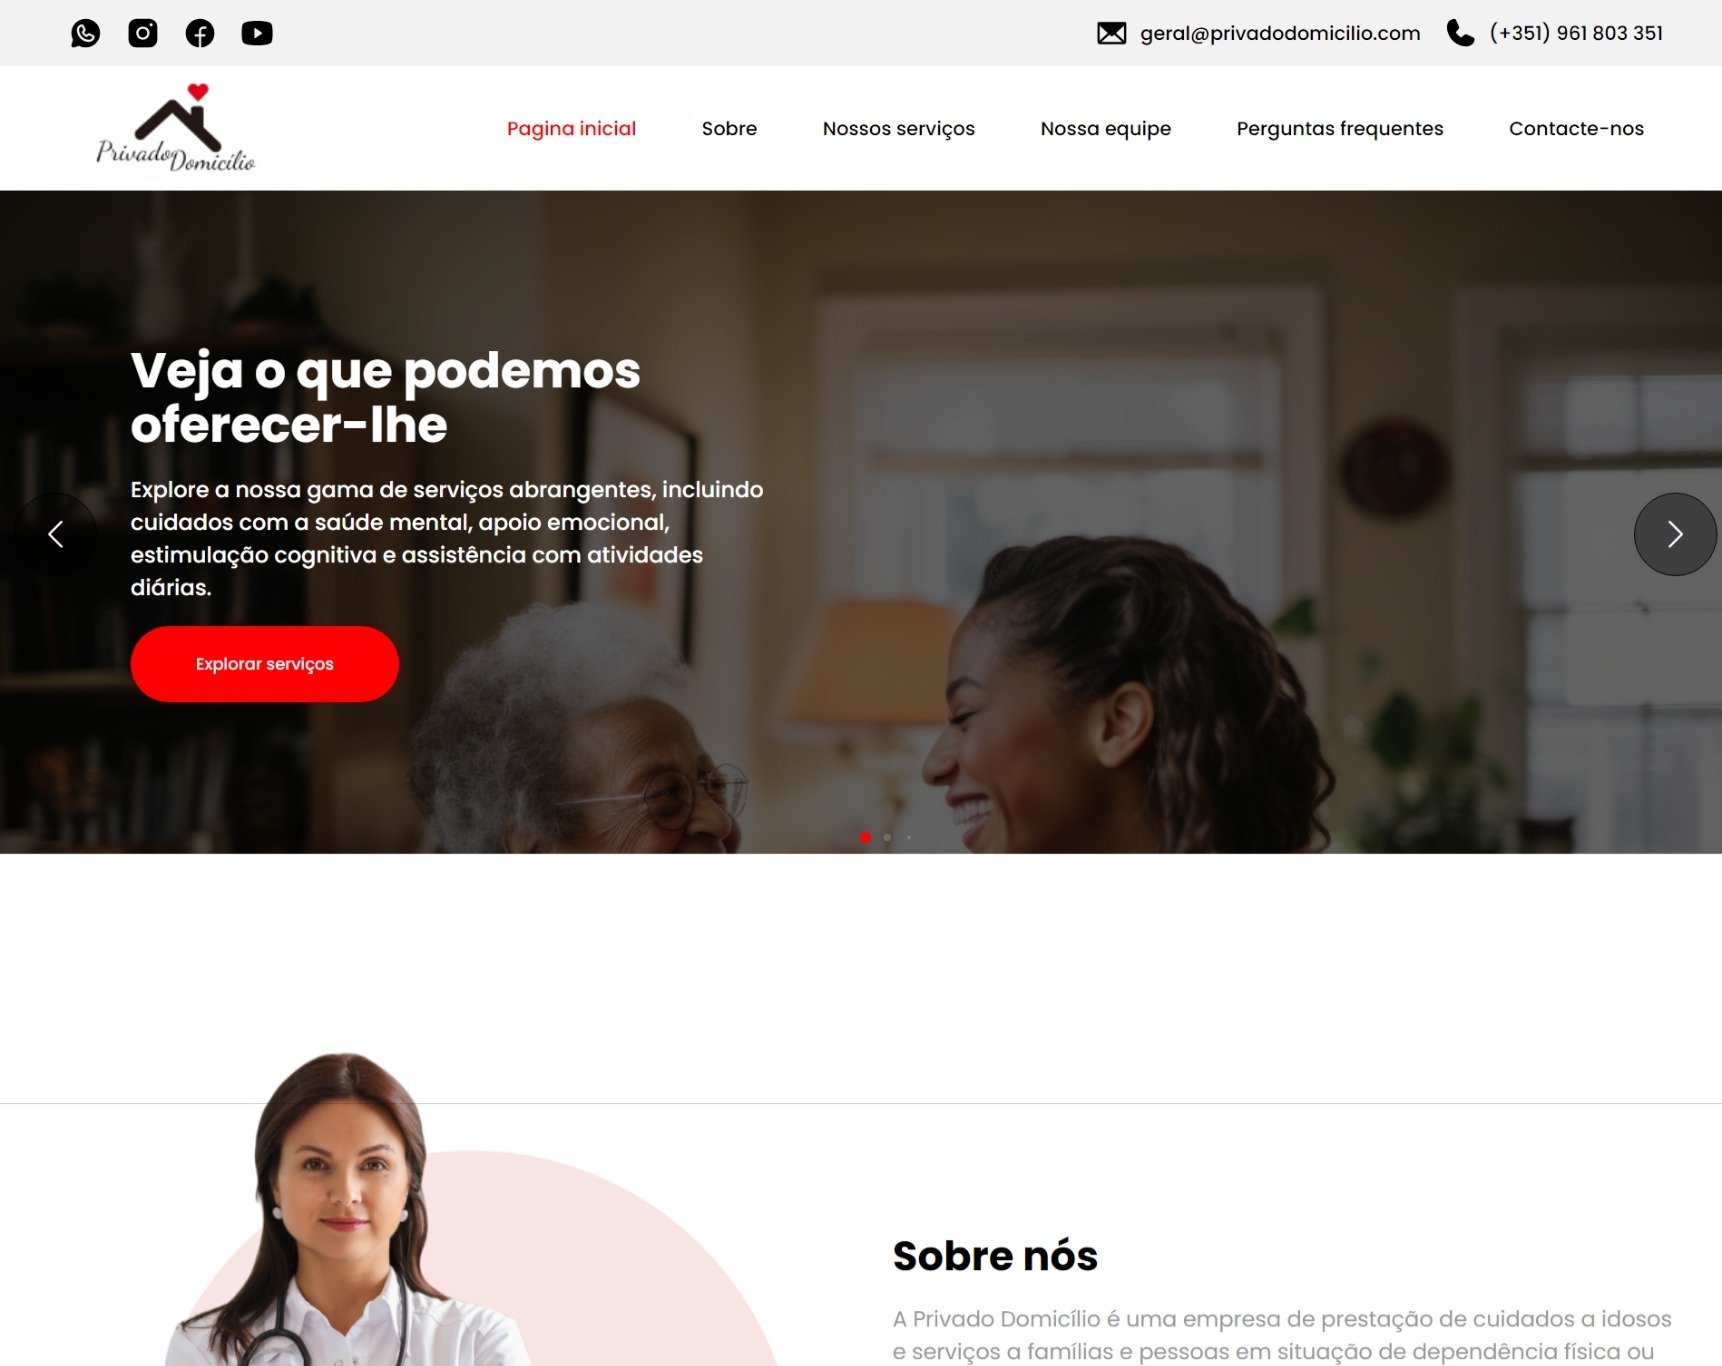 geral@privadodomicilio.com
(+351) 961 803 351
Privado Domicílio
Pagina inicial
Sobre
Nossos serviços
Nossa equipe
Perguntas frequentes
Contacte-nos
Veja o que podemos
oferecer-lhe
Explore a nossa gama de serviços abrangentes, incluindo
cuidados com a saúde mental, apoio emocional,
estimulação cognitiva e assistência com atividades
diárias.
Explorar serviços
Sobre nós
A Privado Domicílio é uma empresa de prestação de cuidados a idosos
e serviços a famílias e pessoas em situação de dependência física ou